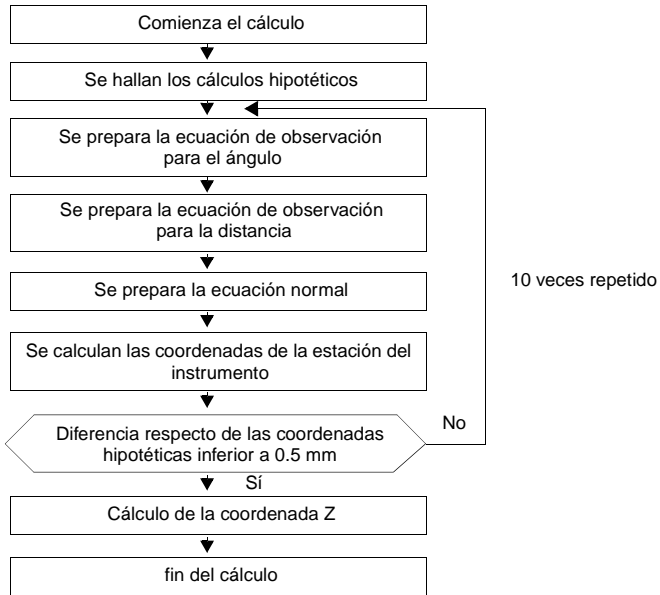 Comienza el cálculo
Se hallan los cálculos hipotéticos
Se prepara la ecuación de observación
para el ángulo
Se prepara la ecuación de observación
para la distancia
10 veces repetido
Se prepara la ecuación normal
Se calculan las coordenadas de la estación del
instrumento
No
Diferencia respecto de las coordenadas
hipotéticas inferior a 0.5 mm
Sí
Cálculo de la coordenada Z
fin del cálculo